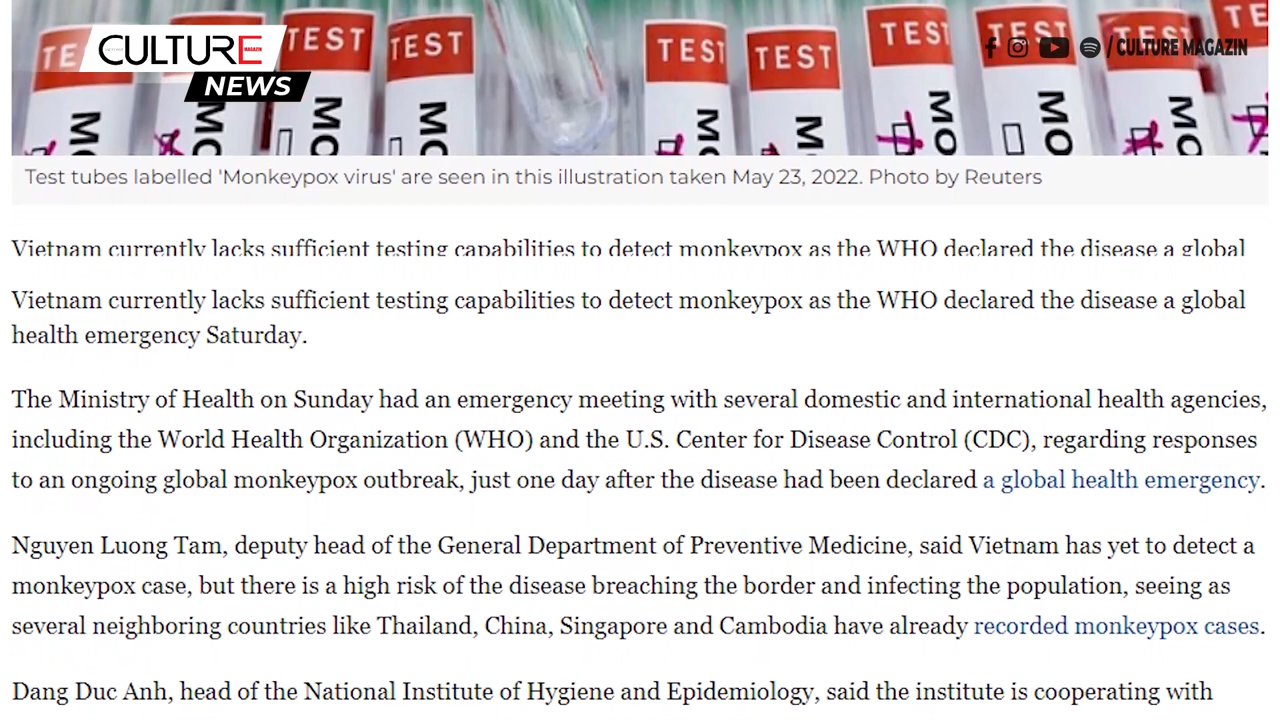 CULTURE MAGAZIN
NEWS
/ CULTURE MAGAZIN
TEST TEST TEST TEST TEST TEST
Test tubes labelled 'Monkeypox virus' are seen in this illustration taken May 23, 2022. Photo by Reuters
Vietnam currently lacks sufficient testing capabilities to detect monkeypox as the WHO declared the disease a global
Vietnam currently lacks sufficient testing capabilities to detect monkeypox as the WHO declared the disease a global
health emergency Saturday.
The Ministry of Health on Sunday had an emergency meeting with several domestic and international health agencies,
including the World Health Organization (WHO) and the U.S. Center for Disease Control (CDC), regarding responses
to an ongoing global monkeypox outbreak, just one day after the disease had been declared a global health emergency.
Nguyen Luong Tam, deputy head of the General Department of Preventive Medicine, said Vietnam has yet to detect a
monkeypox case, but there is a high risk of the disease breaching the border and infecting the population, seeing as
several neighboring countries like Thailand, China, Singapore and Cambodia have already recorded monkeypox cases.
Dang Duc Anh, head of the National Institute of Hygiene and Epidemiology, said the institute is cooperating with